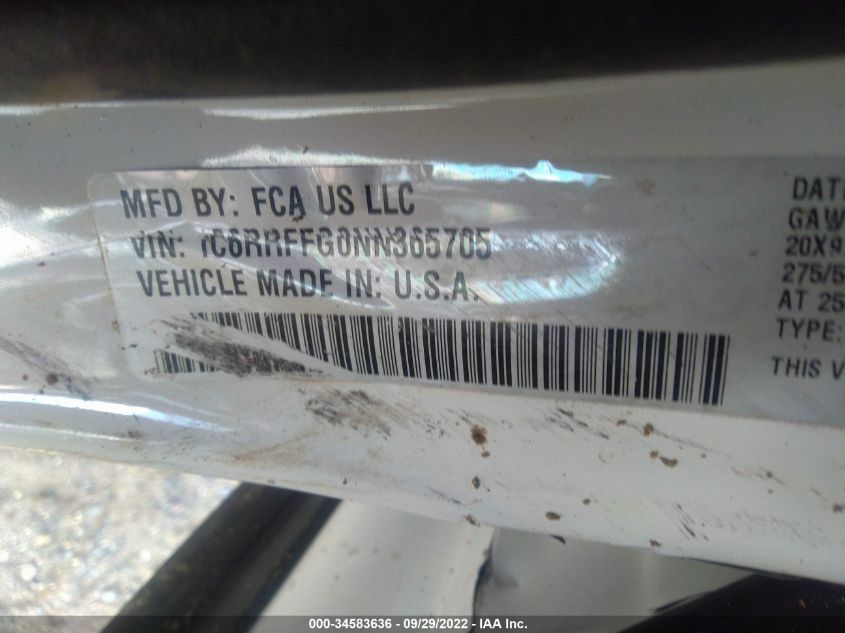 MFD BY: FCA US LLC
VIN: 1C6RRFFG0NN365705
VEHICLE MADE IN: U.S.A.
DATE
GAW
20X9
275/5
AT 25
TYPE:
THIS V
000-34583636 - 09/29/2022 - IAA Inc.